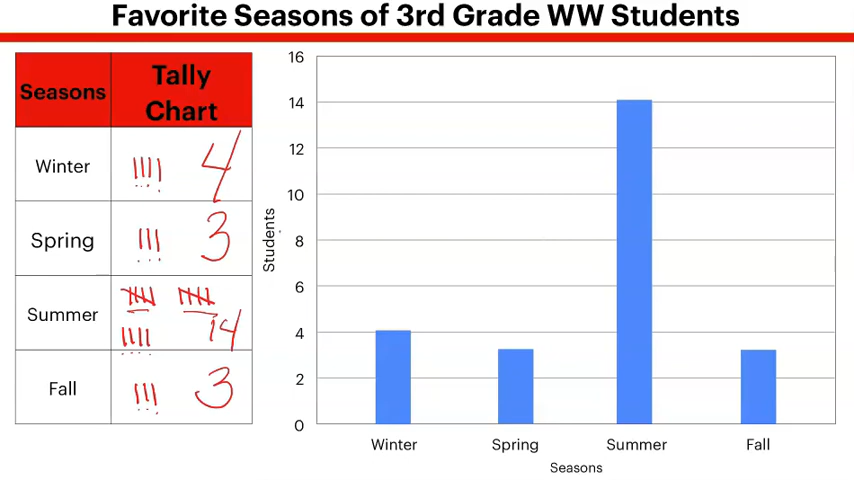 Favorite Seasons of 3rd Grade WW Students
Seasons
Tally
Chart
Winter
4
Spring
3
Summer
14
Fall
3
16
14
12
10
8
6
4
2
0
Students
Winter
Spring
Summer
Fall
Seasons